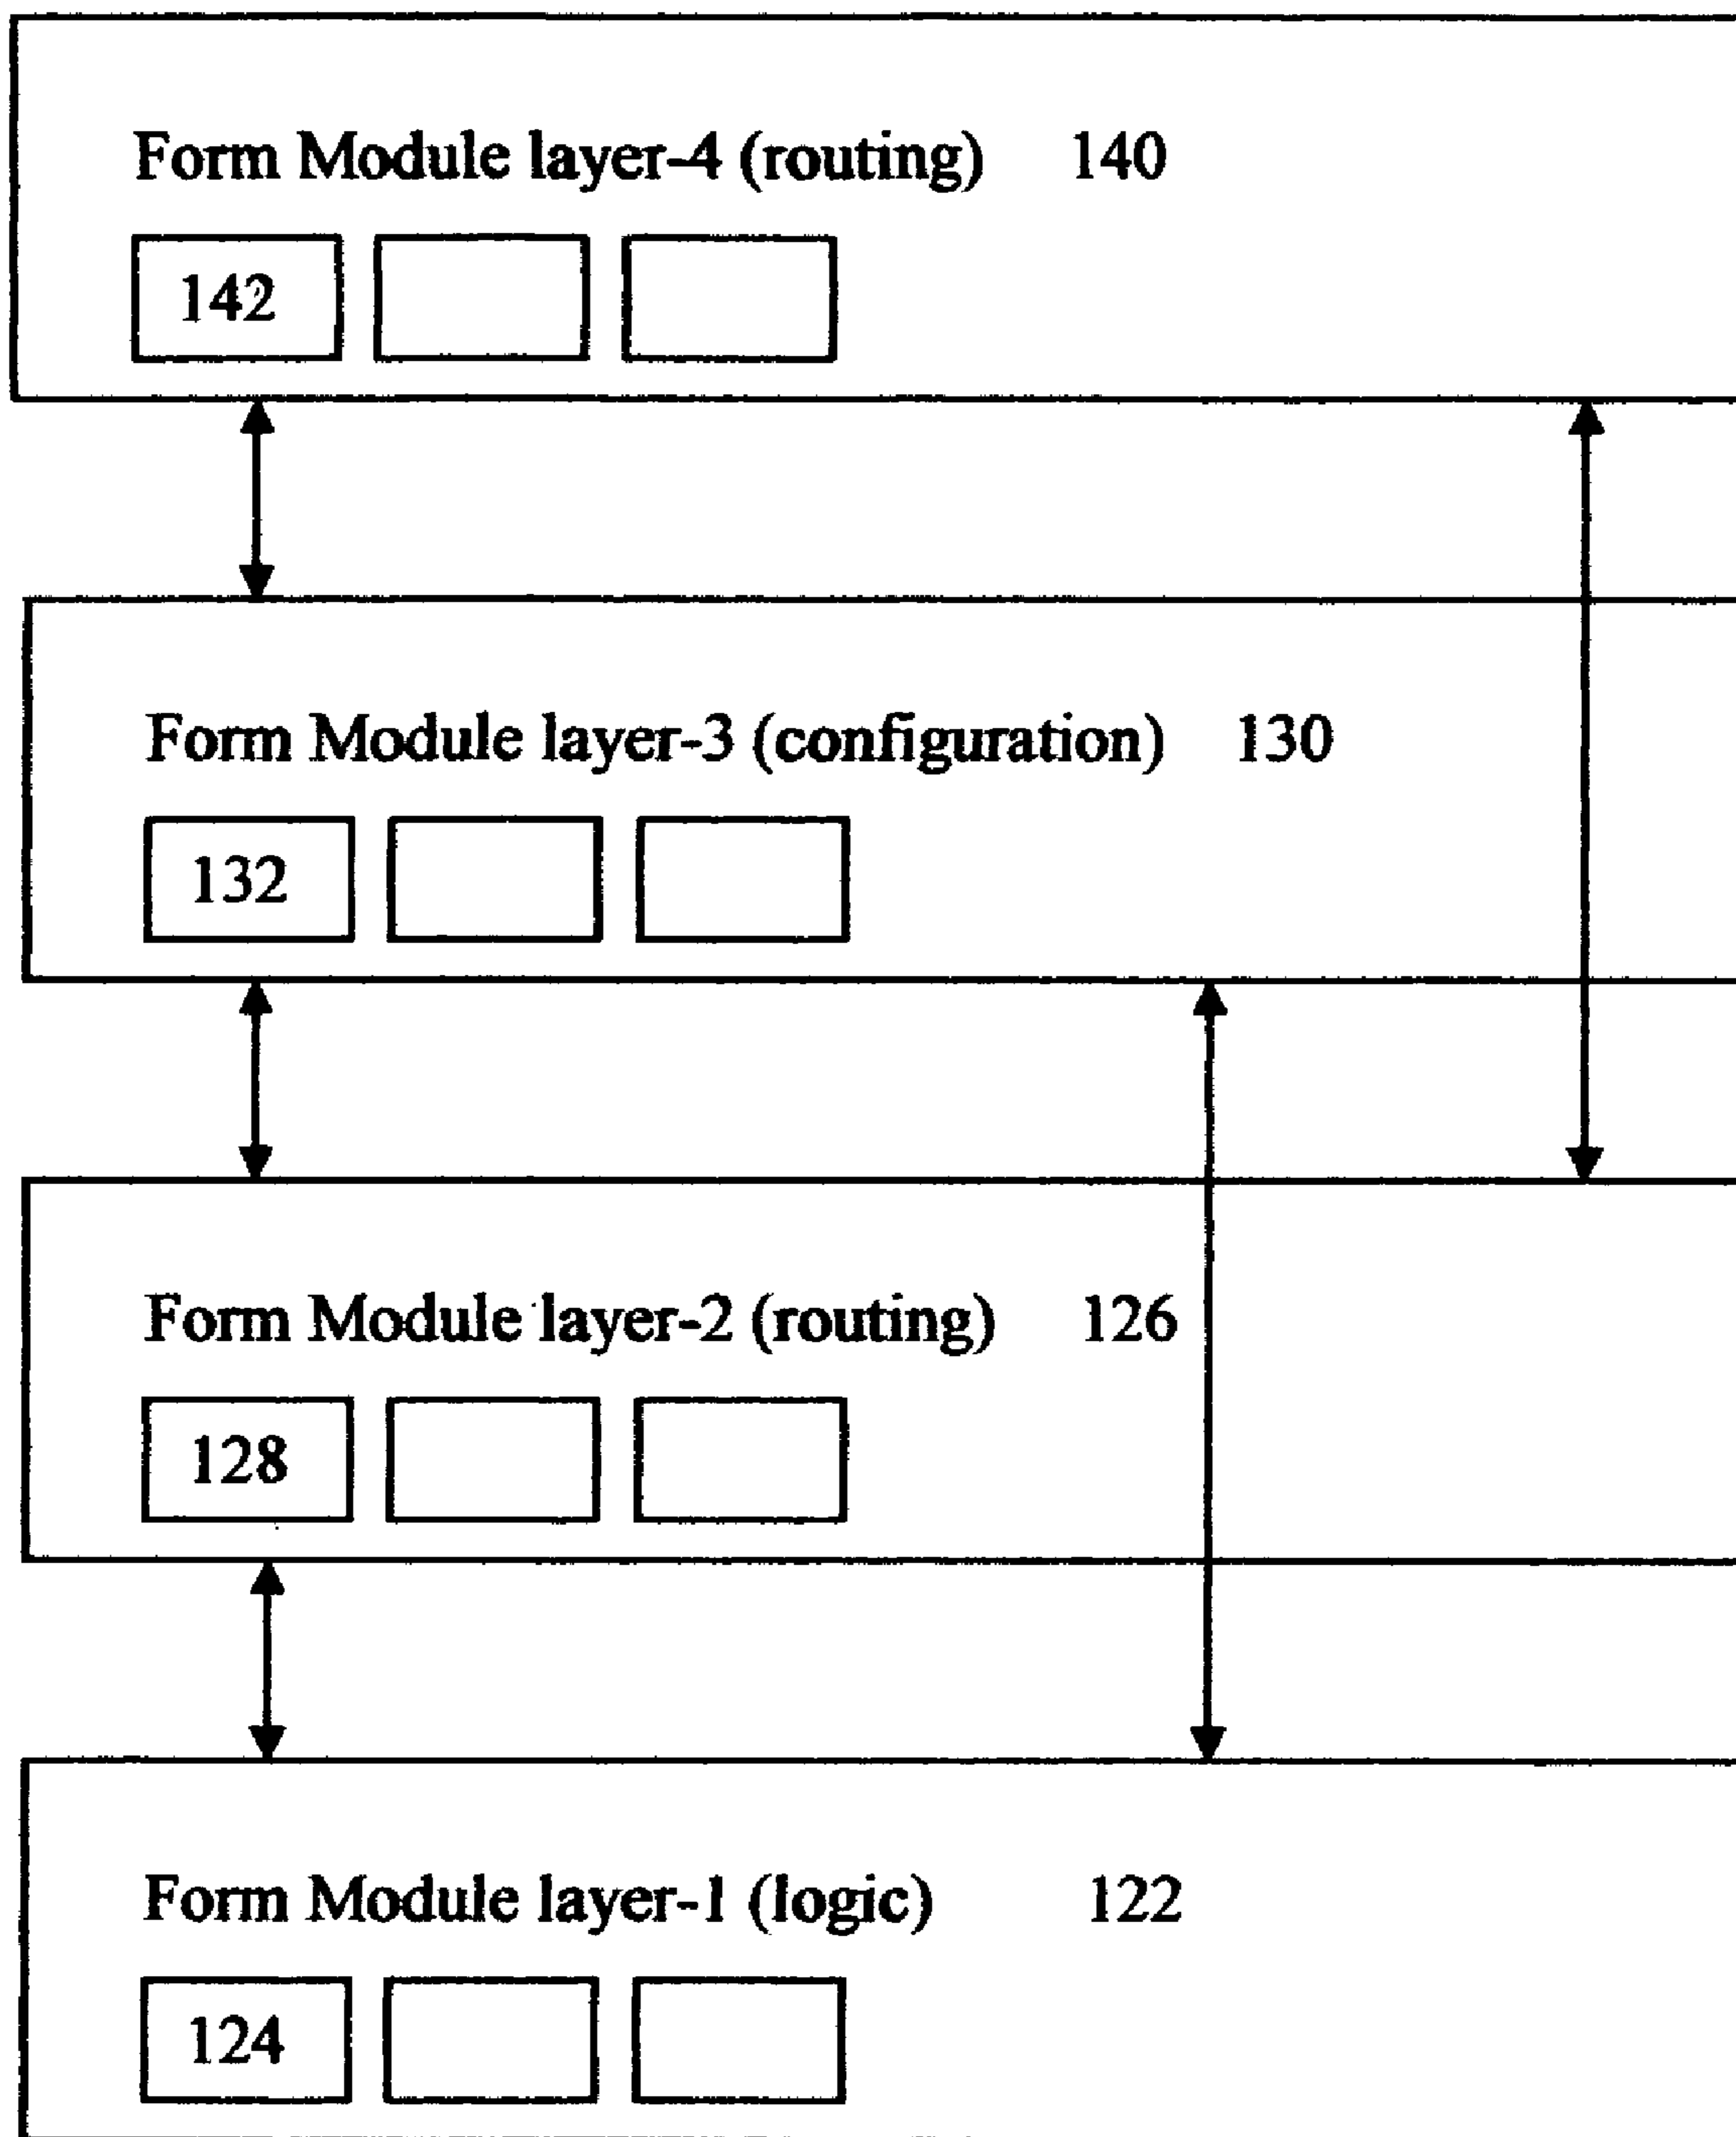 Form Module layer-4 (routing) 140
142
Form Module layer-3 (configuration) 130
132
Form Module layer-2 (routing) 126
128
Form Module layer-1 (logic) 122
124